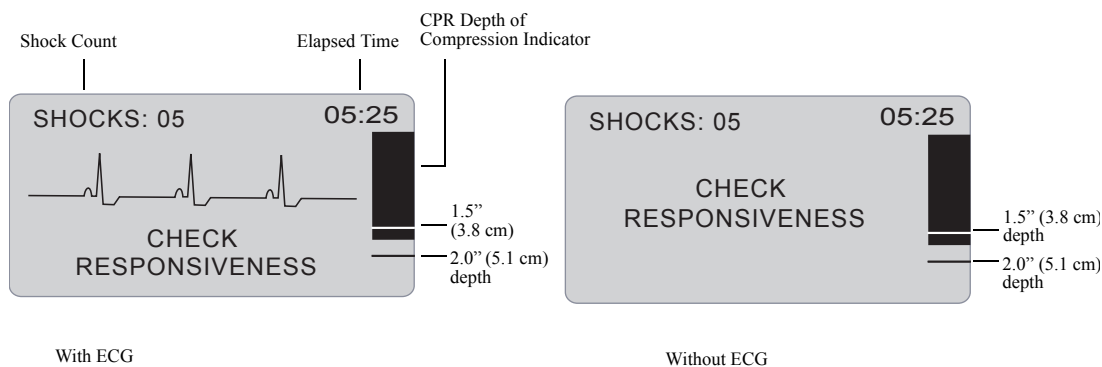 CPR Depth of
Compression Indicator
Shock Count
Elapsed Time
SHOCKS: 05
05:25
1.5”
(3.8 cm)
CHECK
RESPONSIVENESS
2.0” (5.1 cm)
depth
SHOCKS: 05
05:25
CHECK
RESPONSIVENESS
1.5” (3.8 cm)
depth
2.0” (5.1 cm)
depth
With ECG
Without ECG